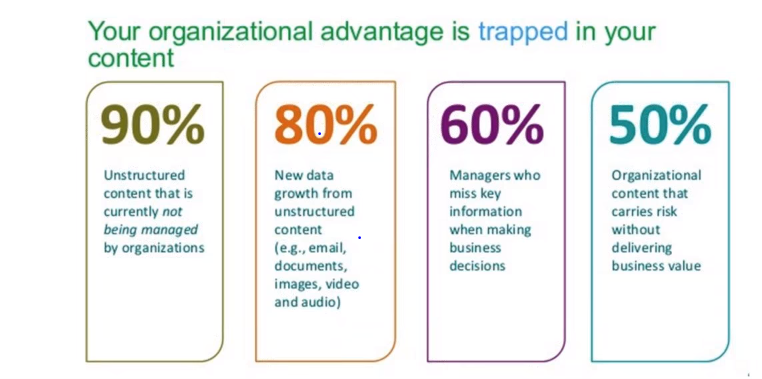 Your organizational advantage is trapped in your
content
90%
Unstructured
content that is
currently not
being managed
by organizations
80%
New data
growth from
unstructured
content
(e.g., email,
documents,
images, video
and audio)
60%
Managers who
miss key
information
when making
business
decisions
50%
Organizational
content that
carries risk
without
delivering
business value